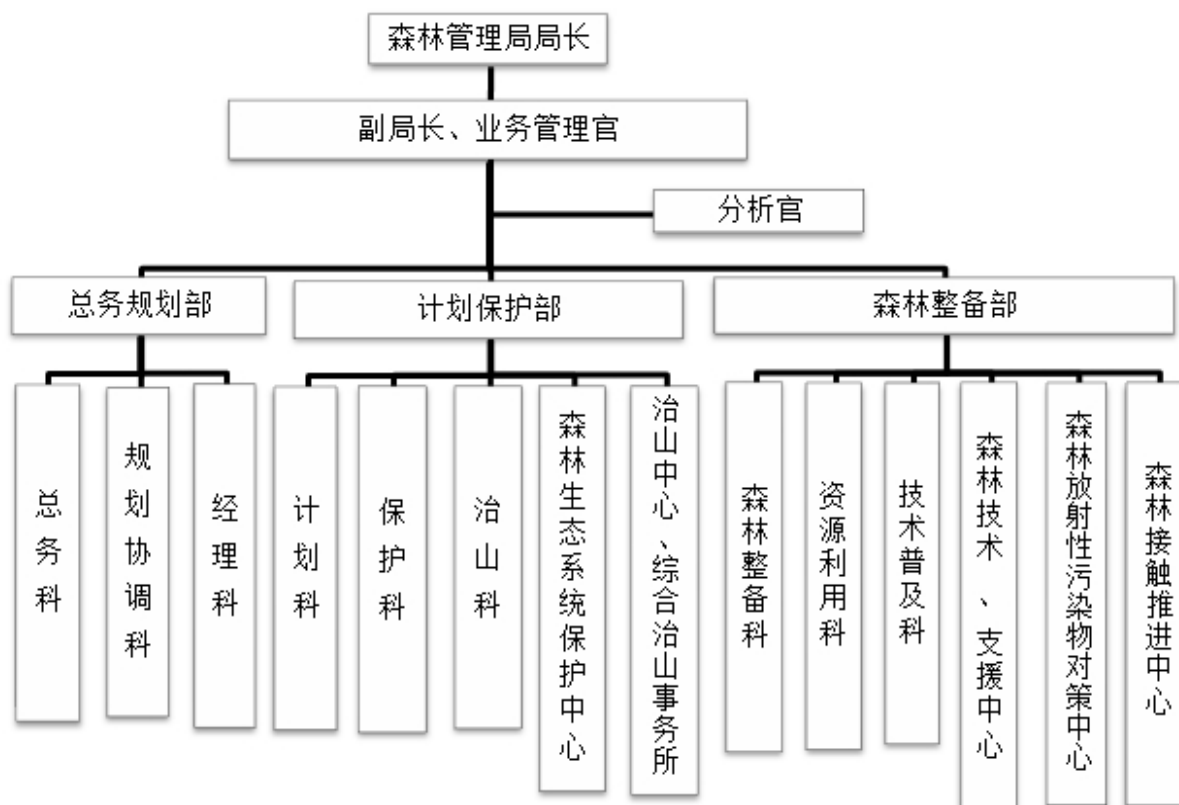 森林管理局局长
副局长、业务管理官
分析官
总务规划部
计划保护部
森林整备部
总务科
规划协调科
经理科
计划科
保护科
治山科
森林生态系统保护中心
治山中心、综合治山事务所
森林整备科
资源利用科
技术普及科
森林技术、支援中心
森林放射性污染物对策中心
森林接触推进中心